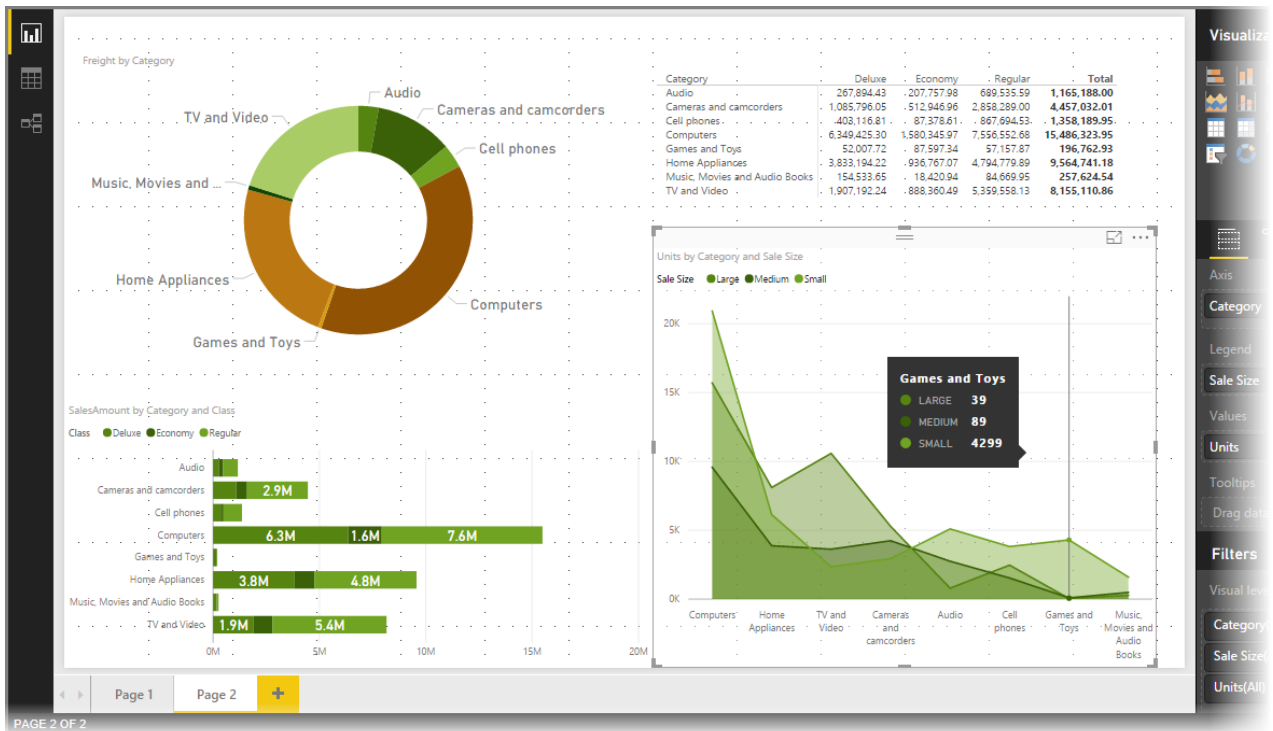 Freight by Category
Audio
Cameras and camcorders
Cell phones
Computers
Games and Toys
Home Appliances
Music, Movies and ...
TV and Video
Category Deluxe Economy Regular Total
Audio 267,894.43 207,757.98 689,535.59 1,165,188.00
Cameras and camcorders 1,085,796.05 512,946.96 2,858,289.00 4,457,032.01
Cell phones 403,116.81 87,378.61 867,694.53 1,358,189.95
Computers 6,349,425.30 1,580,345.97 7,556,552.68 15,486,323.95
Games and Toys 52,007.72 87,597.34 57,157.87 196,762.93
Home Appliances 3,833,194.22 936,767.07 4,794,779.89 9,564,741.18
Music, Movies and Audio Books 154,533.65 18,420.94 84,669.95 257,624.54
TV and Video 1,907,192.24 888,360.49 5,359,558.13 8,155,110.86
SalesAmount by Category and Class
Class Deluxe Economy Regular
Audio
Cameras and camcorders 2.9M
Cell phones
Computers 6.3M 1.6M 7.6M
Games and Toys
Home Appliances 3.8M 4.8M
Music, Movies and Audio Books
TV and Video 1.9M 5.4M
0M 5M 10M 15M 20M
Units by Category and Sale Size
Sale Size Large Medium Small
20K
15K
10K
5K
0K
Games and Toys
LARGE 39
MEDIUM 89
SMALL 4299
Computers
Home
Appliances
TV and
Video
Cameras
and
camcorders
Audio
Cell
phones
Games and
Toys
Music,
Movies and
Audio
Books
Axis
Category
Legend
Sale Size
Values
Units
Tooltips
Drag
Filters
Visual
Category
Sale Size
Units(All)
Page 1 Page 2 +
PAGE 2 OF 2